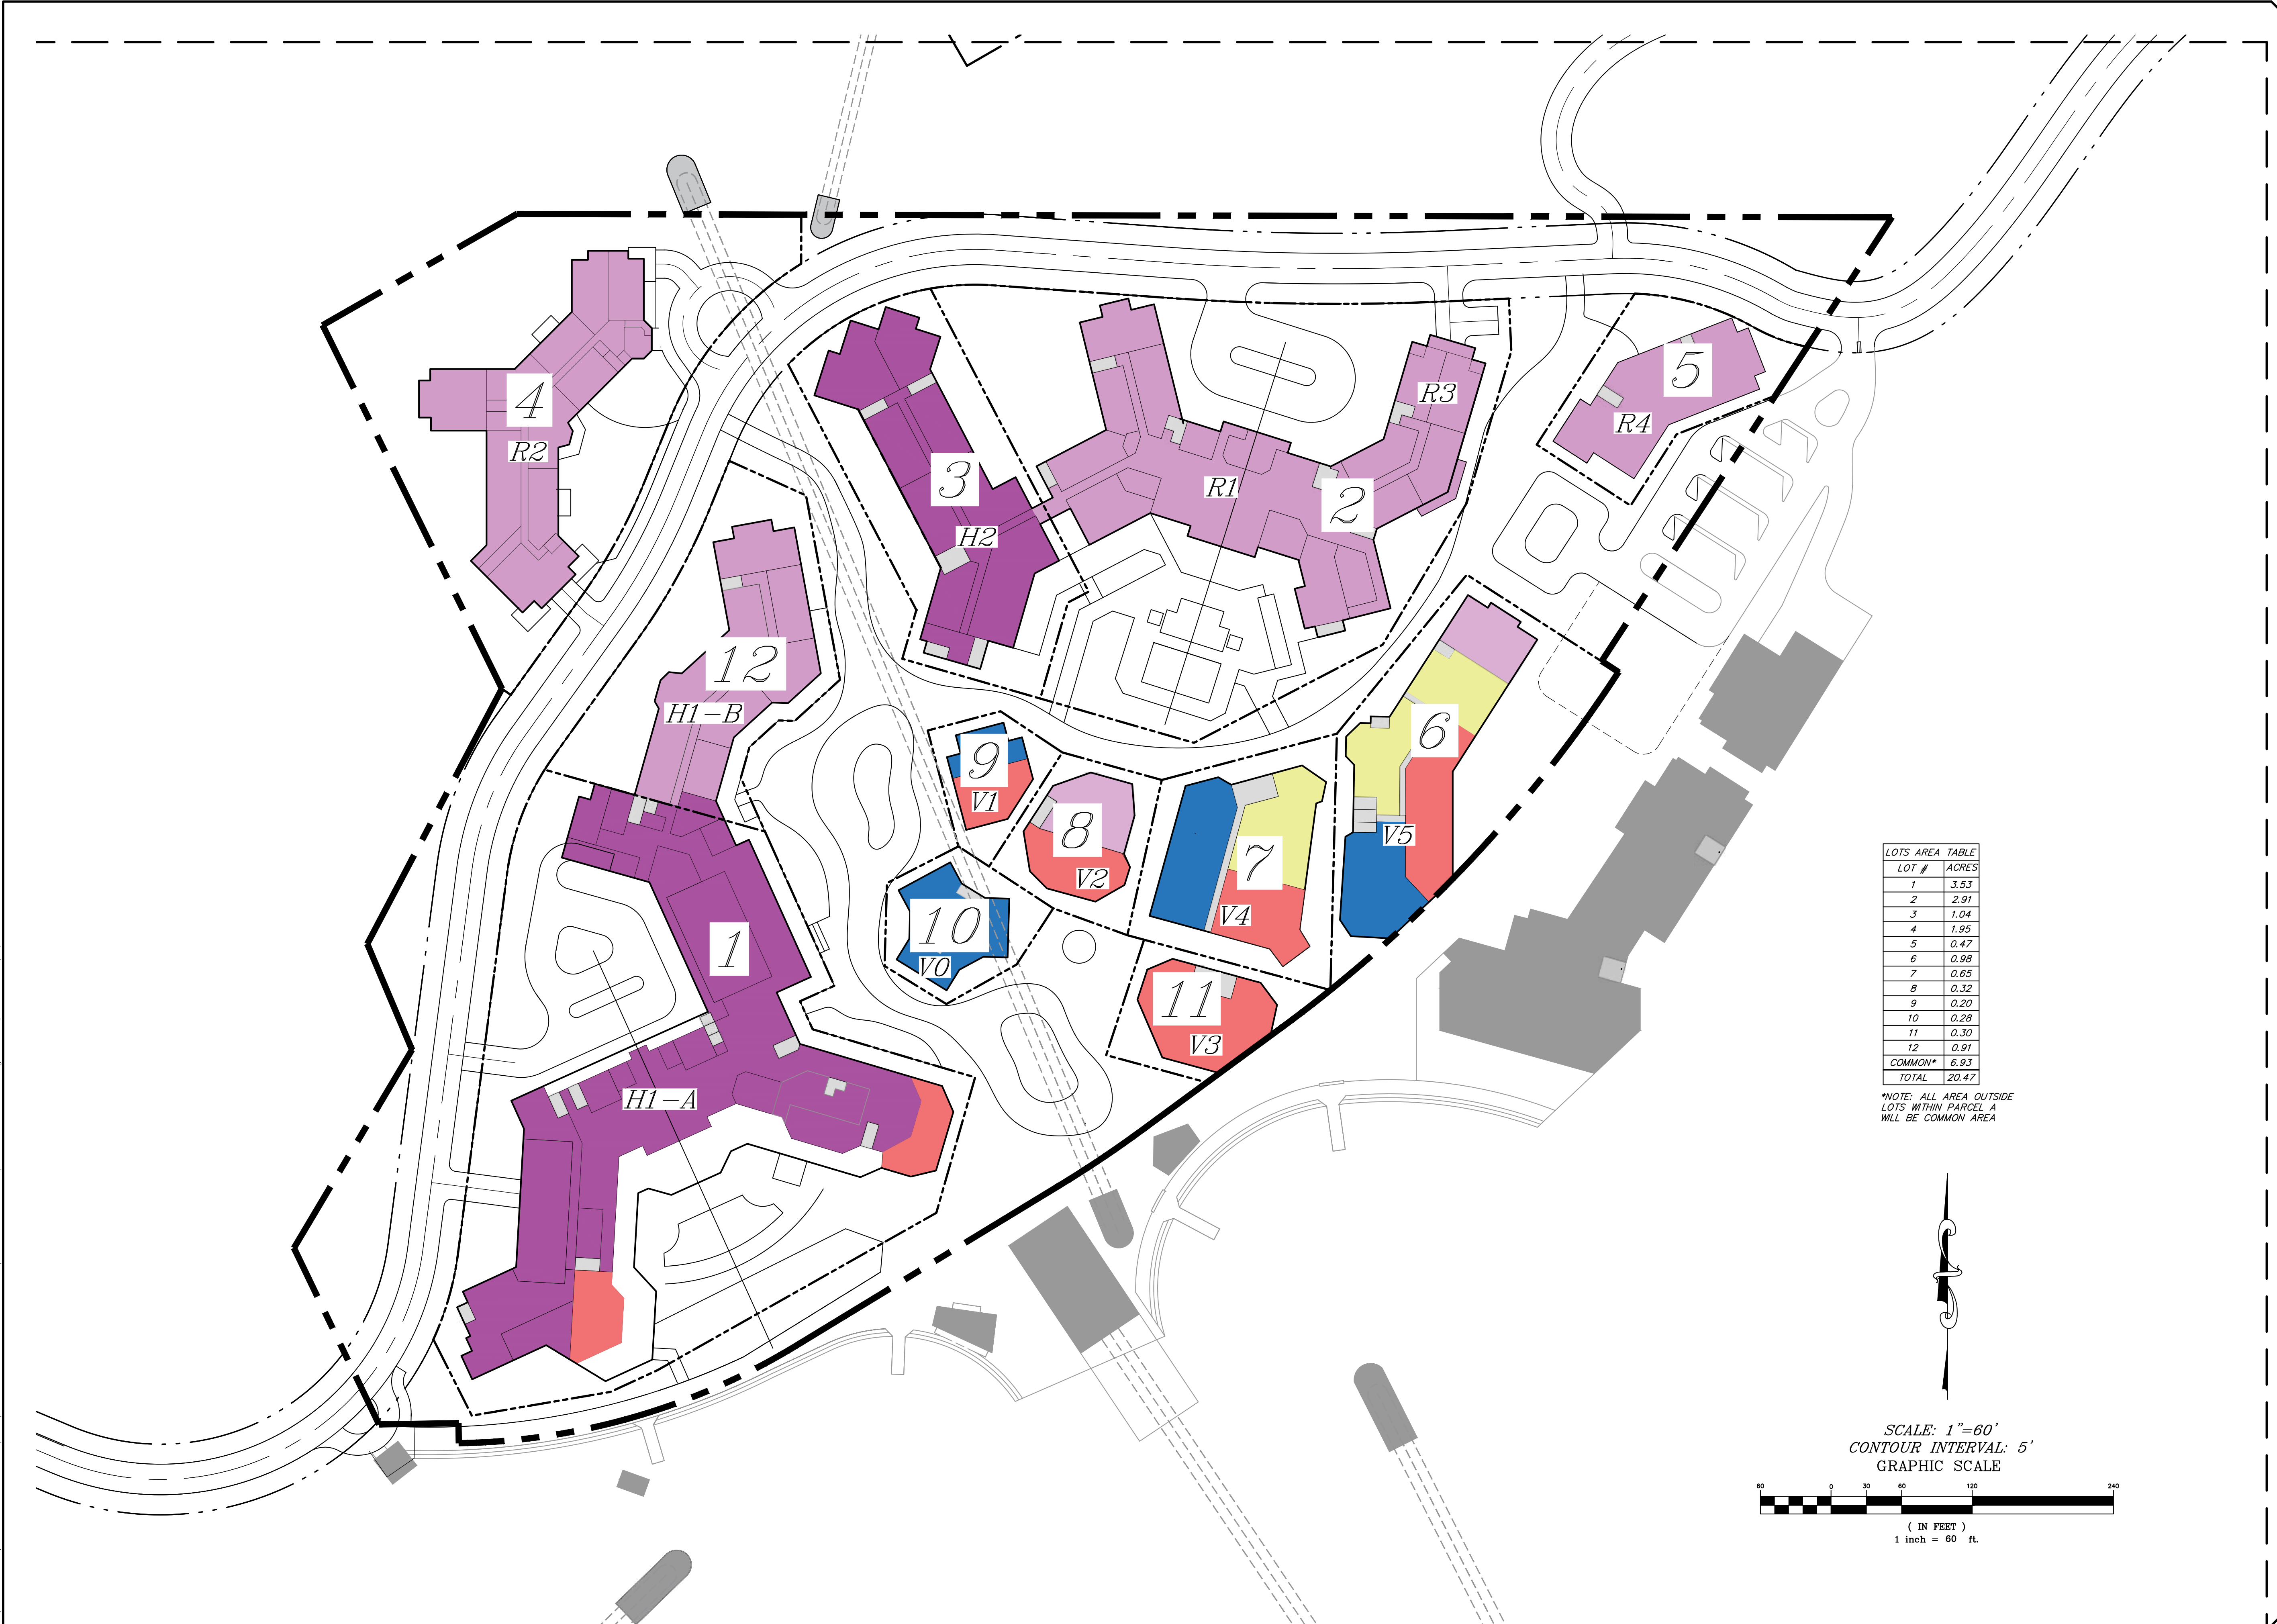 4
R2
3
H2
R1
2
R3
5
R4
12
H1-B
9
V1
8
V2
7
V4
6
V5
10
V0
11
V3
1
H1-A
LOTS AREA TABLE
LOT # ACRES
1 3.53
2 2.91
3 1.04
4 1.95
5 0.47
6 0.98
7 0.65
8 0.32
9 0.20
10 0.28
11 0.30
12 0.91
COMMON* 6.93
TOTAL 20.47
*NOTE: ALL AREA OUTSIDE
LOTS WITHIN PARCEL A
WILL BE COMMON AREA
SCALE: 1"=60'
CONTOUR INTERVAL: 5'
GRAPHIC SCALE
60 0 30 60 120 240
( IN FEET )
1 inch = 60 ft.